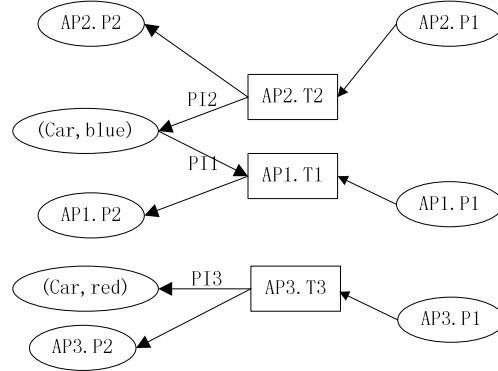 AP2.P2
AP2.P1
PI2
AP2.T2
(Car,blue)
PI1
AP1.T1
AP1.P2
AP1.P1
(Car,red)
PI3
AP3.T3
AP3.P1
AP3.P2